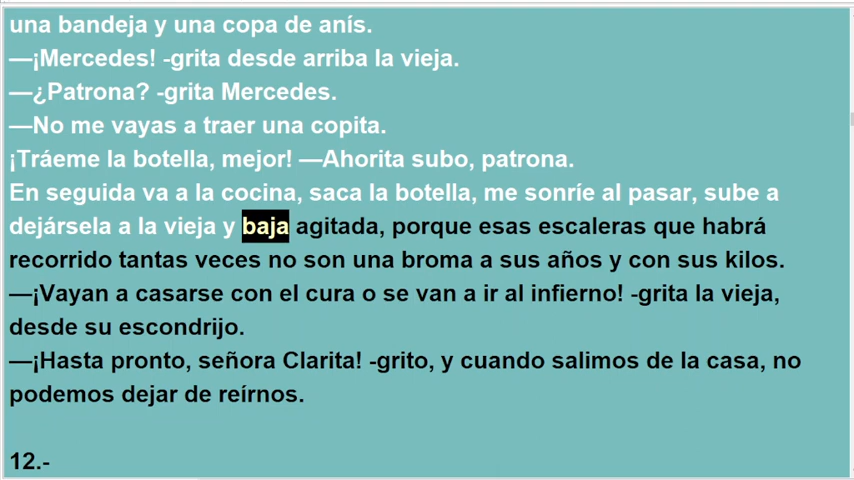 una bandeja y una copa de anís.
—¡Mercedes! -grita desde arriba la vieja.
—¿Patrona? -grita Mercedes.
—No me vayas a traer una copita.
¡Tráeme la botella, mejor! —Ahorita subo, patrona.
En seguida va a la cocina, saca la botella, me sonríe al pasar, sube a
dejársela a la vieja y baja agitada, porque esas escaleras que habrá
recorrido tantas veces no son una broma a sus años y con sus kilos.
—¡Vayan a casarse con el cura o se van a ir al infierno! -grita la vieja,
desde su escondrijo.
—¡Hasta pronto, señora Clarita! -grito, y cuando salimos de la casa, no
podemos dejar de reírnos.
12.-